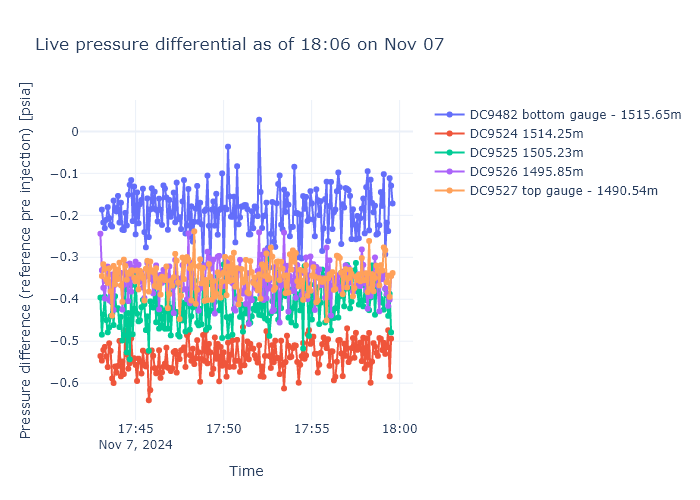 Live pressure differential as of 18:06 on Nov 07
Pressure difference (reference pre injection) [psia]
0
−0.1
−0.2
−0.3
−0.4
−0.5
−0.6
17:45
Nov 7, 2024
17:50
17:55
18:00
Time
DC9482 bottom gauge - 1515.65m
DC9524 1514.25m
DC9525 1505.23m
DC9526 1495.85m
DC9527 top gauge - 1490.54m